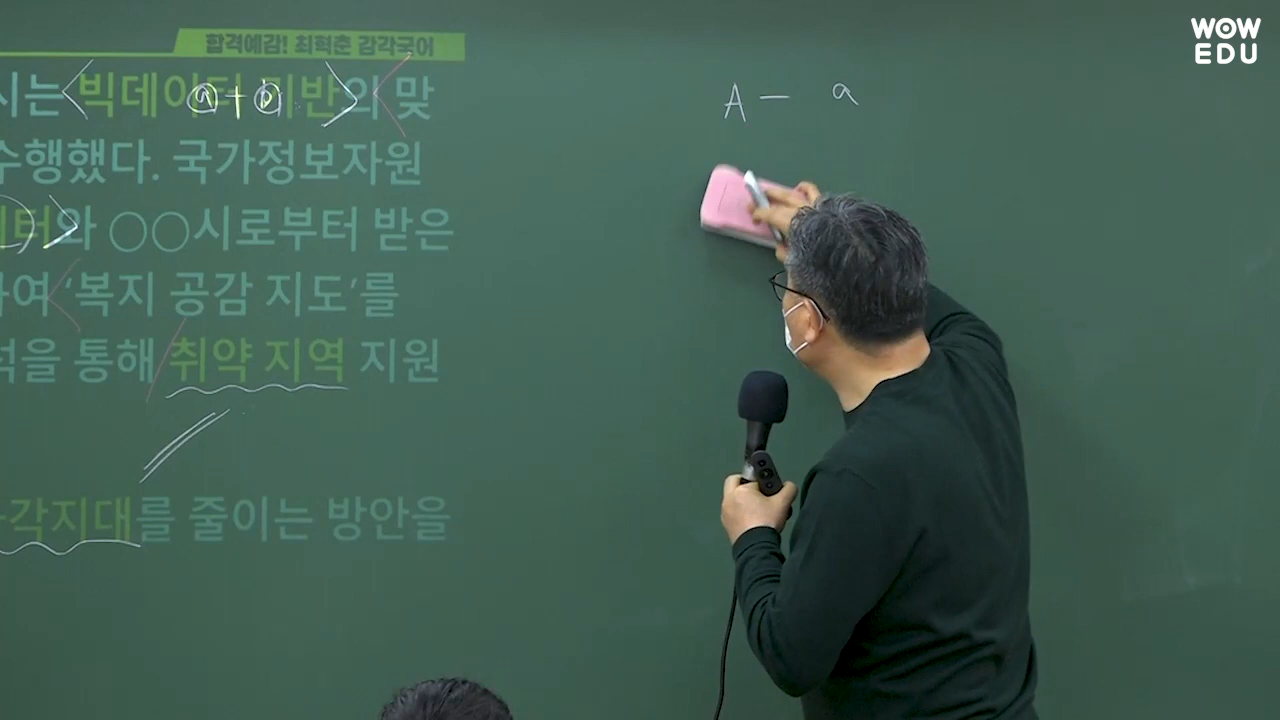 WOW
EDU
합격예감! 최혁춘 감각국어
시는 빅데이터 기반의 맞
ⓐ+ⓑ
수행했다. 국가정보자원
터와 ○○시로부터 받은
하여 '복지 공감 지도'를
석을 통해 취약 지역 지원
각지대를 줄이는 방안을
A — a